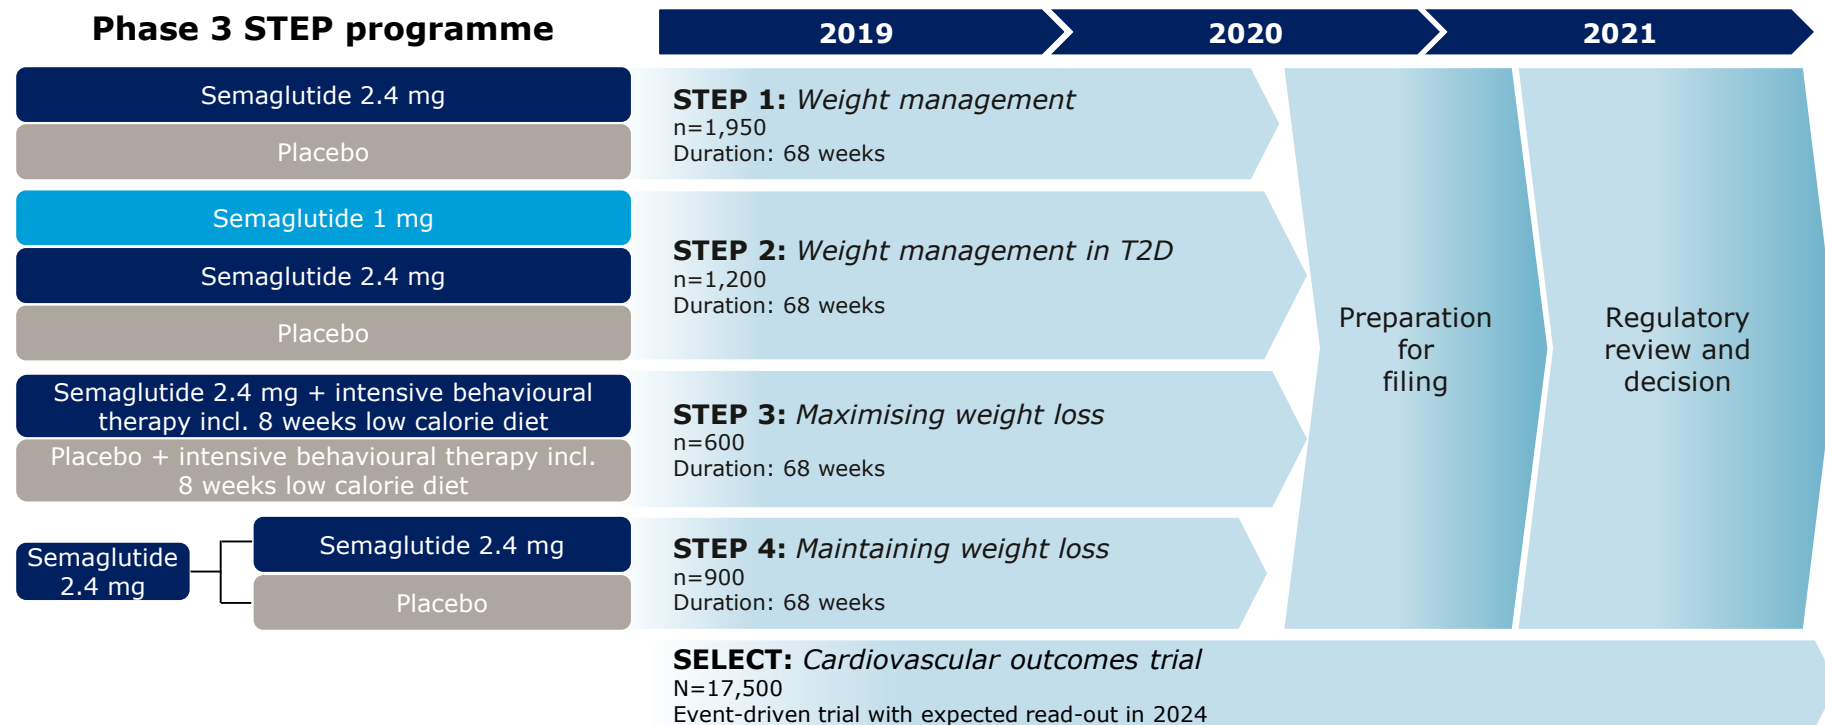 Phase 3 STEP programme
2019
2020
2021
Semaglutide 2.4 mg
Placebo
STEP 1: Weight management
n=1,950
Duration: 68 weeks
Semaglutide 1 mg
Semaglutide 2.4 mg
Placebo
STEP 2: Weight management in T2D
n=1,200
Duration: 68 weeks
Semaglutide 2.4 mg + intensive behavioural
therapy incl. 8 weeks low calorie diet
Placebo + intensive behavioural therapy incl.
8 weeks low calorie diet
STEP 3: Maximising weight loss
n=600
Duration: 68 weeks
Semaglutide
2.4 mg
Semaglutide 2.4 mg
Placebo
STEP 4: Maintaining weight loss
n=900
Duration: 68 weeks
Preparation
for
filing
Regulatory
review and
decision
SELECT: Cardiovascular outcomes trial
N=17,500
Event-driven trial with expected read-out in 2024